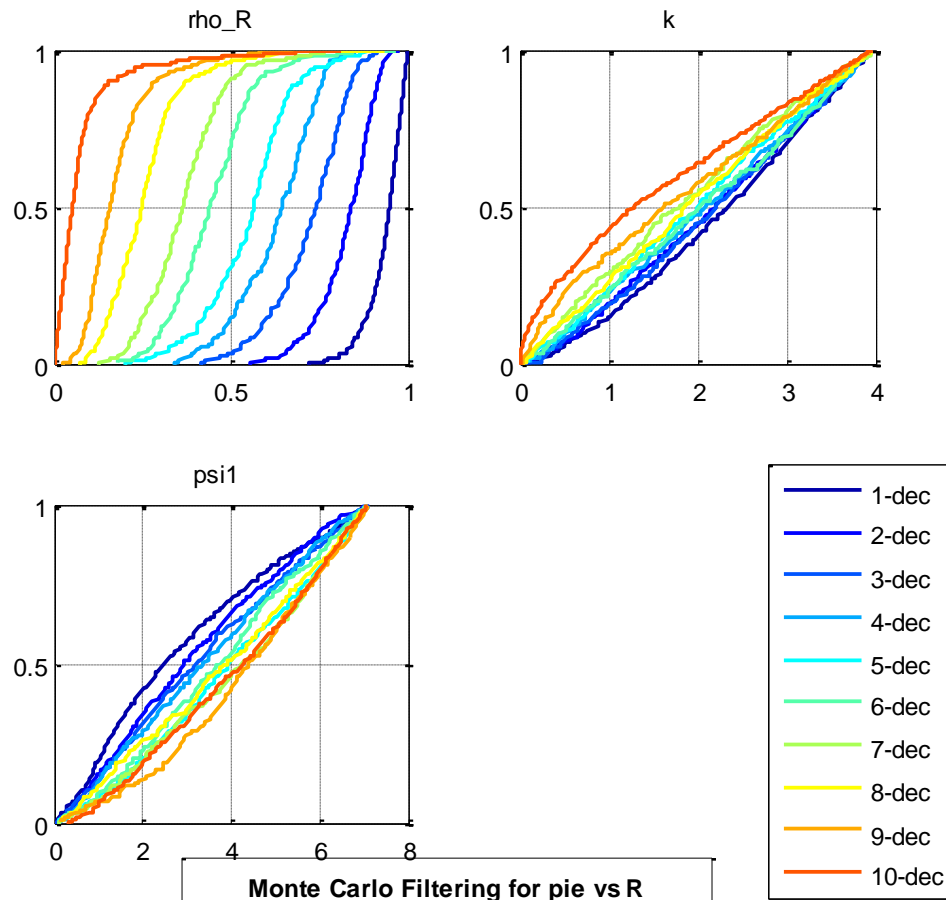 rho_R
1
0.5
0
0 0.5 1
k
1
0.5
0
0 1 2 3 4
psi1
1
0.5
0
0 2 4 6 8
1-dec
2-dec
3-dec
4-dec
5-dec
6-dec
7-dec
8-dec
9-dec
10-dec
Monte Carlo Filtering for pie vs R